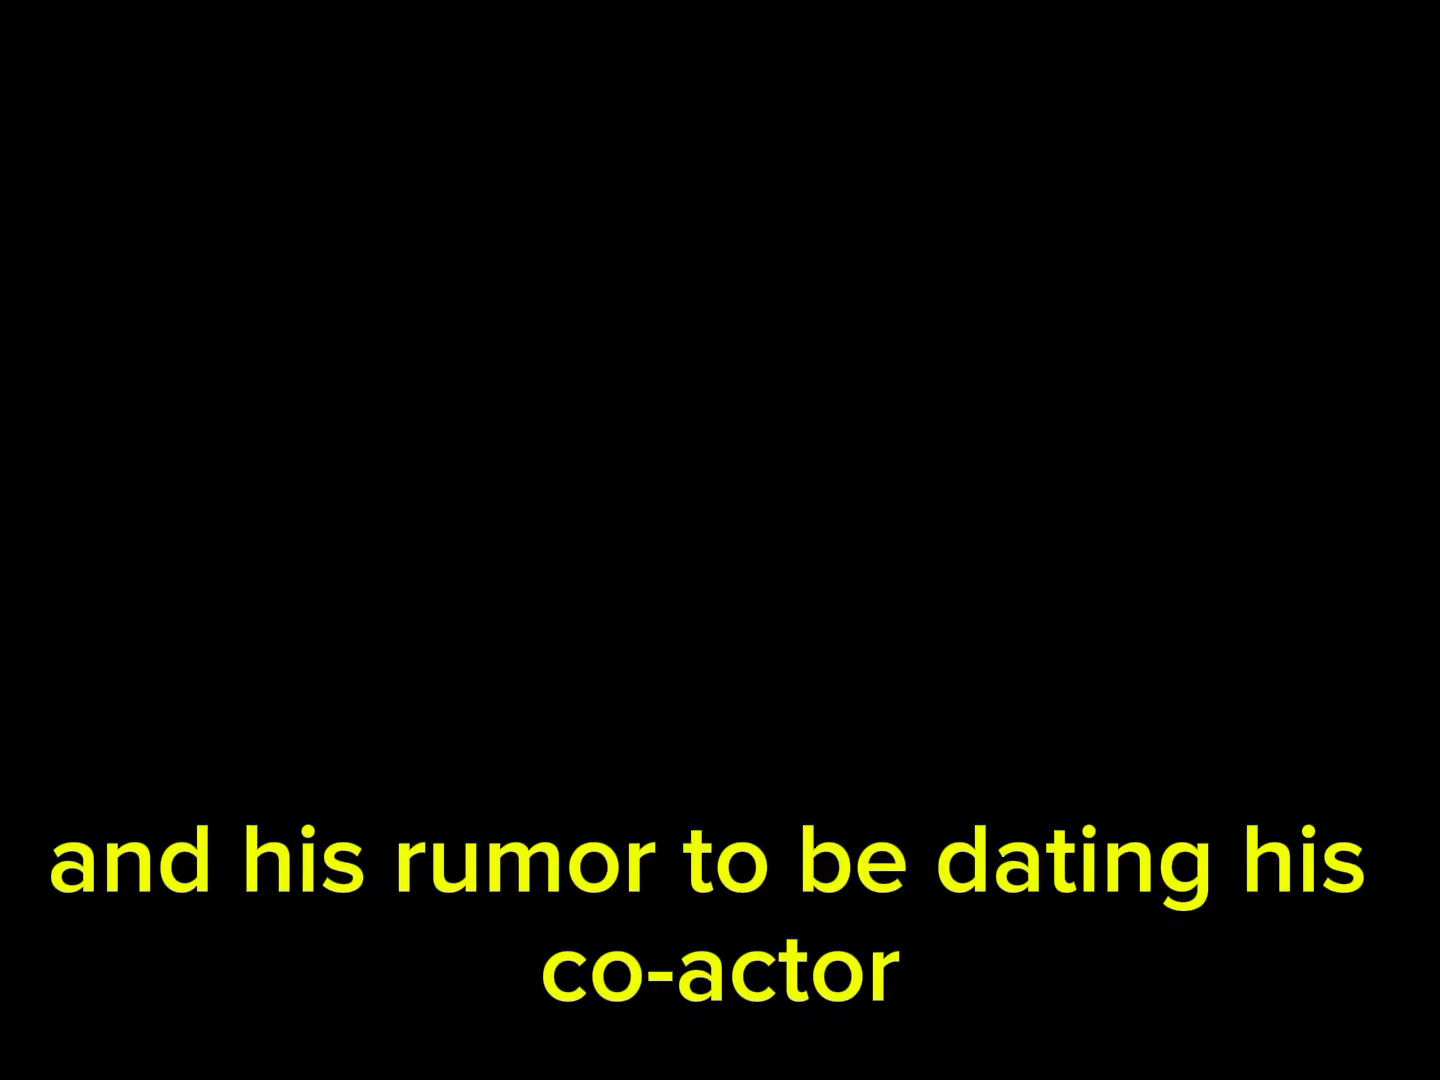 and his rumor to be dating his
co-actor